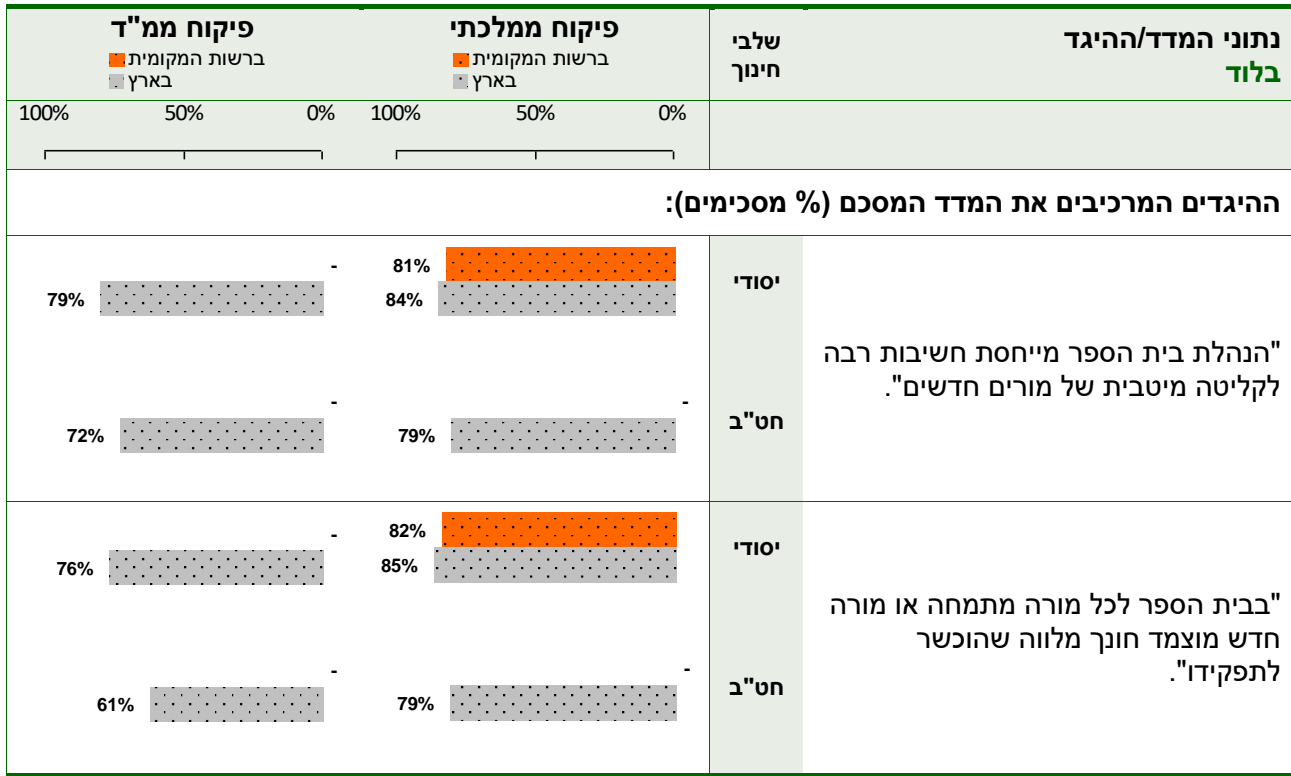 נתוני המדד/ההיגד
בלוד
שלבי
חינוך
פיקוח ממלכתי
ברשות המקומית
בארץ
פיקוח ממ"ד
ברשות המקומית
בארץ
0% 50% 100%
0% 50% 100%
ההיגדים המרכיבים את המדד המסכם (% מסכימים):
"הנהלת בית הספר מייחסת חשיבות רבה
לקליטה מיטבית של מורים חדשים".
יסודי
81%
84%
-
79%
חט"ב
-
79%
-
72%
"בבית הספר לכל מורה מתמחה או מורה
חדש מוצמד חונך מלווה שהוכשר
לתפקידו".
יסודי
82%
85%
-
76%
חט"ב
-
79%
-
61%